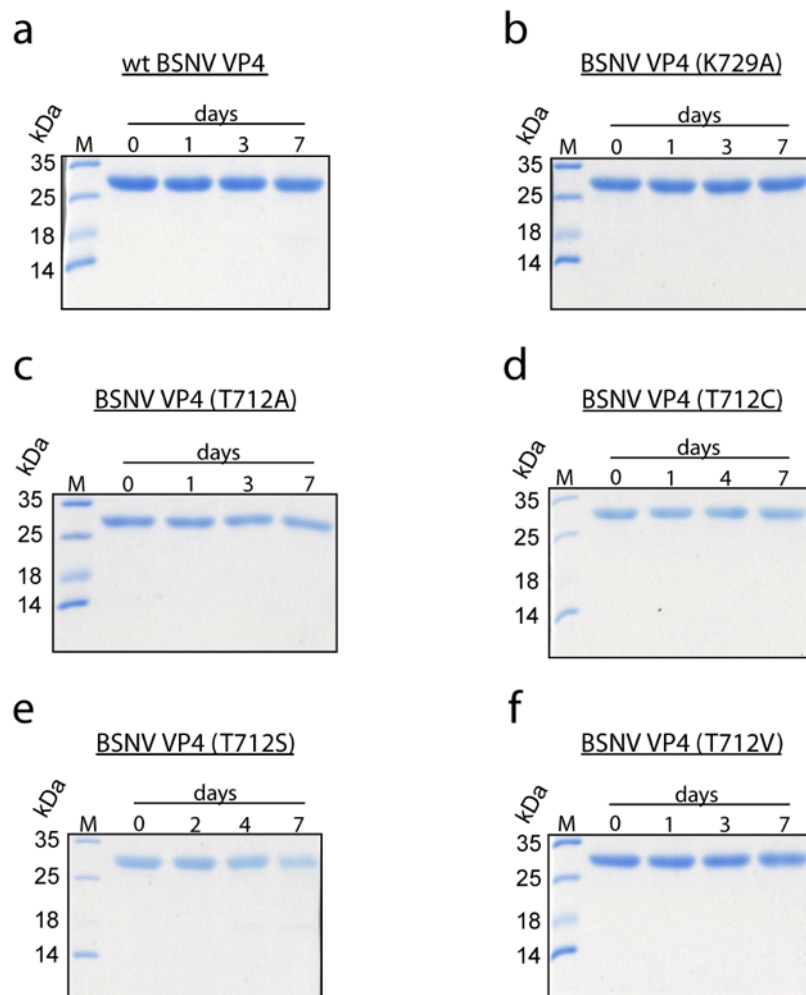 a
wt BSNV VP4
kDa
days
M 0 1 3 7
35
25
18
14
b
BSNV VP4 (K729A)
kDa
days
M 0 1 3 7
35
25
18
14
c
BSNV VP4 (T712A)
kDa
days
M 0 1 3 7
35
25
18
14
d
BSNV VP4 (T712C)
kDa
days
M 0 1 4 7
35
25
18
14
e
BSNV VP4 (T712S)
kDa
days
M 0 2 4 7
35
25
18
14
f
BSNV VP4 (T712V)
kDa
days
M 0 1 3 7
35
25
18
14